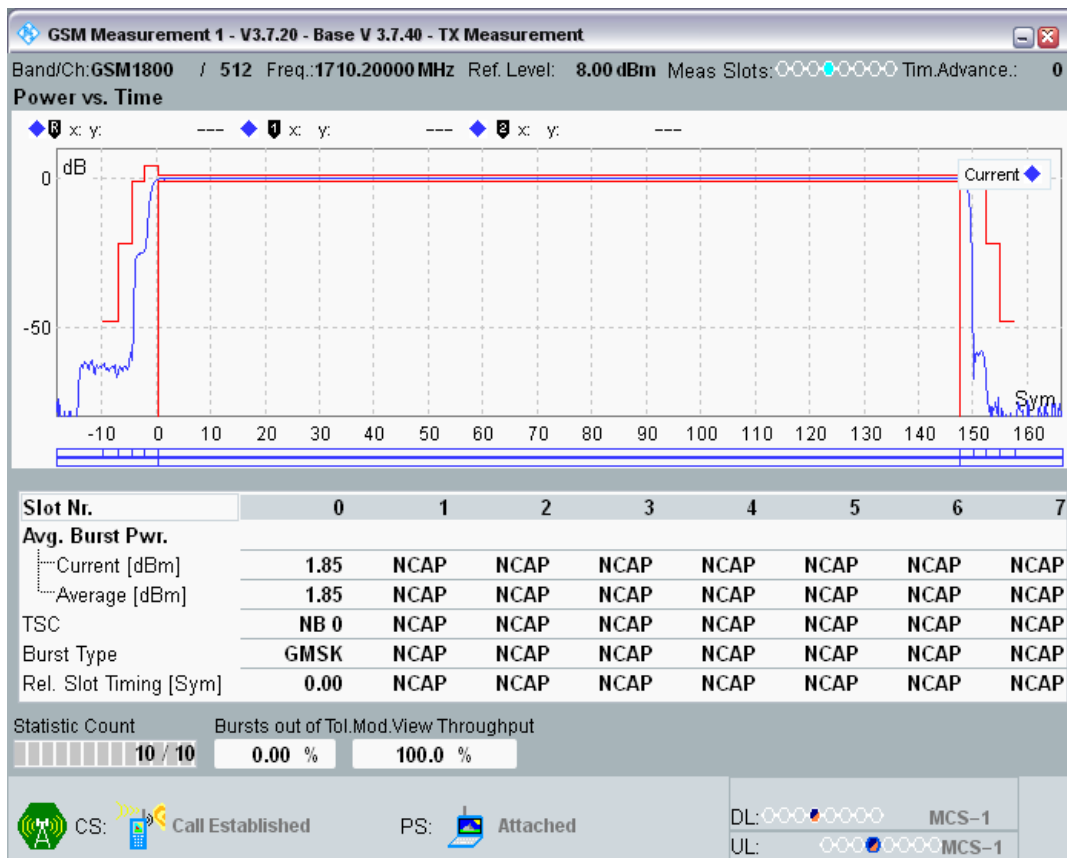 GSM Measurement 1 - V3.7.20 - Base V 3.7.40 - TX Measurement
Band/Ch:GSM1800 / 512 Freq.:1710.20000 MHz Ref. Level: 8.00 dBm Meas Slots: Tim.Advance.: 0
Power vs. Time
R x: y: --- 1 x: y: --- 2 x: y: ---
dB
0
Current
-50
Sym
-10 0 10 20 30 40 50 60 70 80 90 100 110 120 130 140 150 160
Slot Nr. 0 1 2 3 4 5 6 7
Avg. Burst Pwr.
Current [dBm] 1.85 NCAP NCAP NCAP NCAP NCAP NCAP NCAP
Average [dBm] 1.85 NCAP NCAP NCAP NCAP NCAP NCAP NCAP
TSC NB 0 NCAP NCAP NCAP NCAP NCAP NCAP NCAP
Burst Type GMSK NCAP NCAP NCAP NCAP NCAP NCAP NCAP
Rel. Slot Timing [Sym] 0.00 NCAP NCAP NCAP NCAP NCAP NCAP NCAP
Statistic Count Bursts out of Tol.Mod.View Throughput
10 / 10 0.00 % 100.0 %
CS: Call Established PS: Attached DL: MCS-1
UL: MCS-1